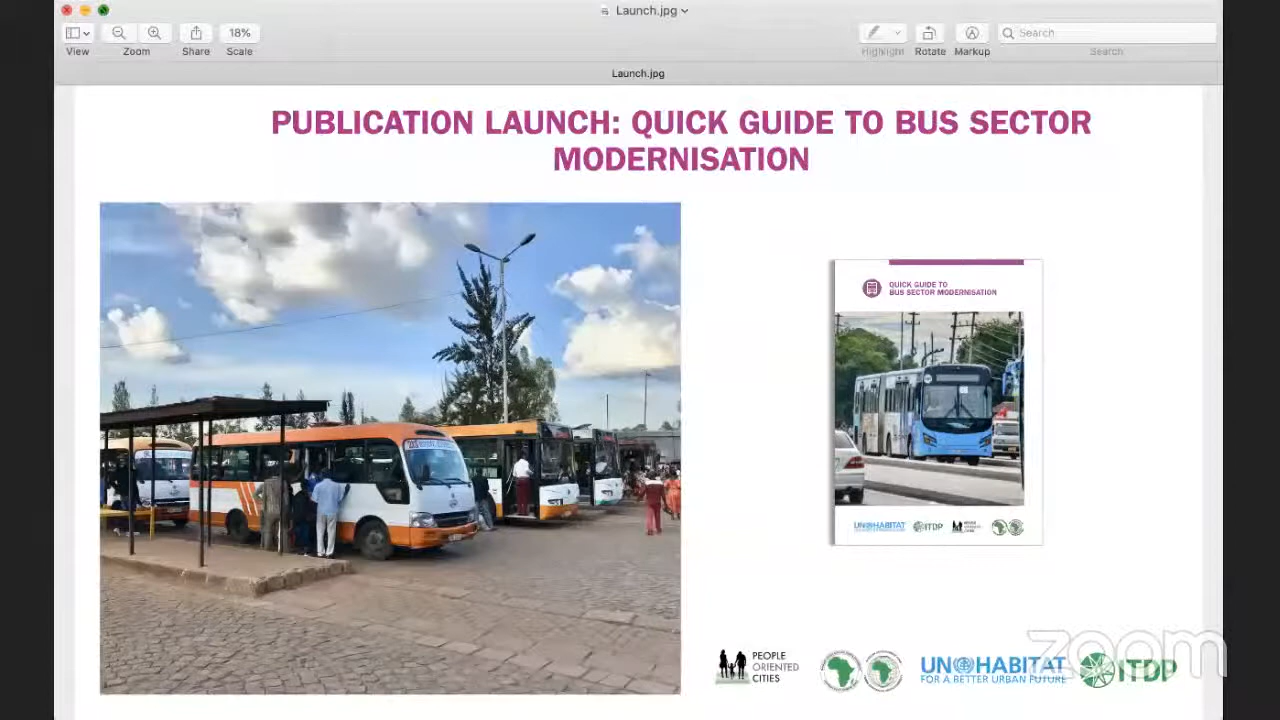 Launch.jpg
18%
View
Zoom
Share
Scale
Highlight
Rotate
Markup
Search
Search
Launch.jpg
PUBLICATION LAUNCH: QUICK GUIDE TO BUS SECTOR
MODERNISATION
QUICK GUIDE TO
BUS SECTOR MODERNISATION
UN HABITAT
ITDP
PEOPLE
ORIENTED
CITIES
UN HABITAT
FOR A BETTER URBAN FUTURE
ITDP
zoom